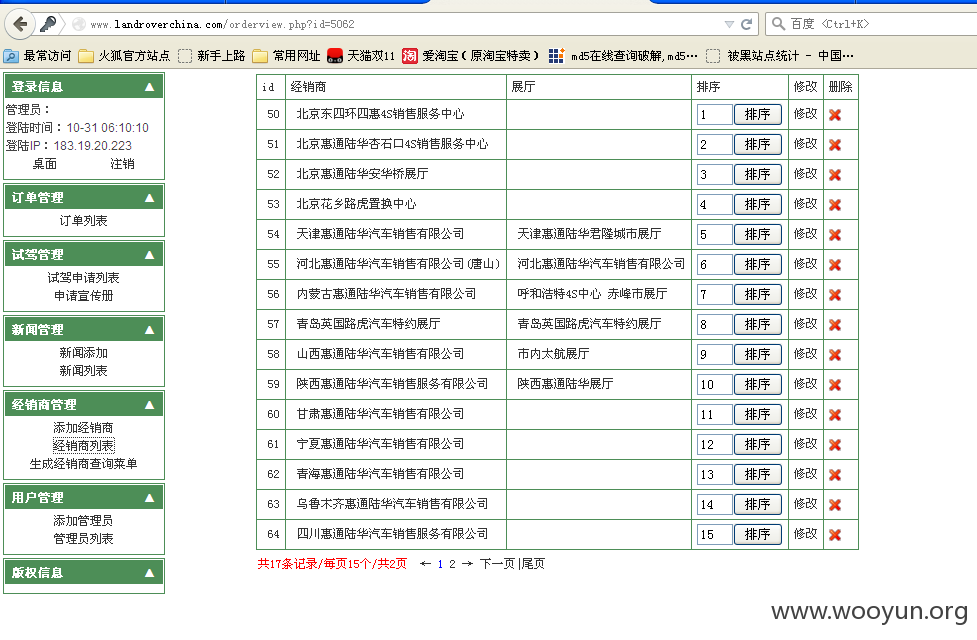 www.landroverchina.com/orderview.php?id=5062
百度 <Ctrl+K>
最常访问 火狐官方站点 新手上路 常用网址 天猫双11 淘 爱淘宝(原淘宝特卖) md5在线查询破解,md5… 被黑站点统计 - 中国…
登录信息
管理员：
登陆时间：10-31 06:10:10
登陆IP：183.19.20.223
桌面 注销
订单管理
订单列表
试驾管理
试驾申请列表
申请宣传册
新闻管理
新闻添加
新闻列表
经销商管理
添加经销商
经销商列表
生成经销商查询菜单
用户管理
添加管理员
管理员列表
版权信息
id 经销商 展厅 排序 修改 删除
50 北京东四环四惠4S销售服务中心 1 排序 修改
51 北京惠通陆华杏石口4S销售服务中心 2 排序 修改
52 北京惠通陆华安华桥展厅 3 排序 修改
53 北京花乡路虎置换中心 4 排序 修改
54 天津惠通陆华汽车销售有限公司 天津惠通陆华君隆城市展厅 5 排序 修改
55 河北惠通陆华汽车销售有限公司(唐山) 河北惠通陆华汽车销售有限公司 6 排序 修改
56 内蒙古惠通陆华汽车销售有限公司 呼和浩特4S中心 赤峰市展厅 7 排序 修改
57 青岛英国路虎汽车特约展厅 青岛英国路虎汽车特约展厅 8 排序 修改
58 山西惠通陆华汽车销售有限公司 市内太航展厅 9 排序 修改
59 陕西惠通陆华汽车销售服务有限公司 陕西惠通陆华展厅 10 排序 修改
60 甘肃惠通陆华汽车销售有限公司 11 排序 修改
61 宁夏惠通陆华汽车销售有限公司 12 排序 修改
62 青海惠通陆华汽车销售有限公司 13 排序 修改
63 乌鲁木齐惠通陆华汽车销售有限公司 14 排序 修改
64 四川惠通陆华汽车销售服务有限公司 15 排序 修改
共17条记录/每页15个/共2页 ← 1 2 → 下一页|尾页
www.wooyun.org